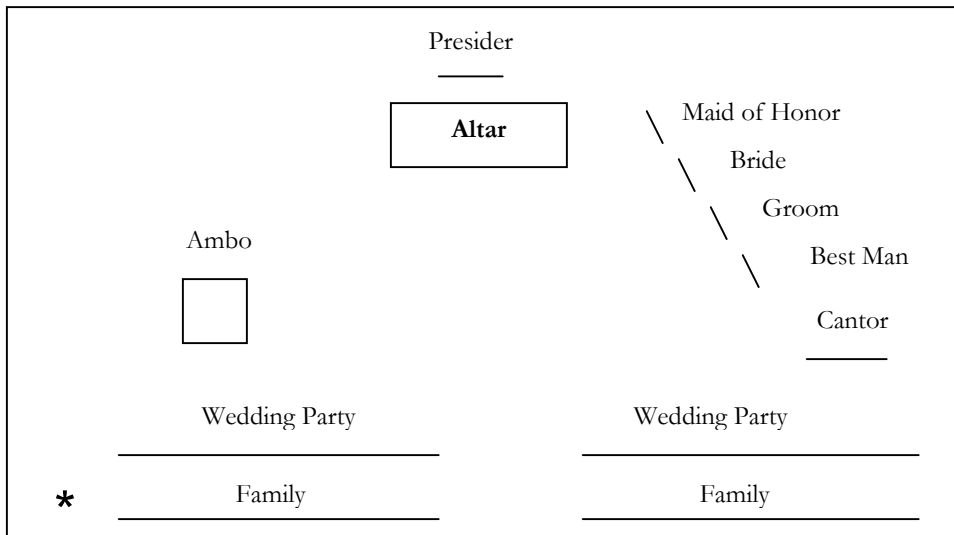 Presider
Altar
Maid of Honor
Bride
Groom
Ambo
Best Man
Cantor
Wedding Party Wedding Party
* Family Family